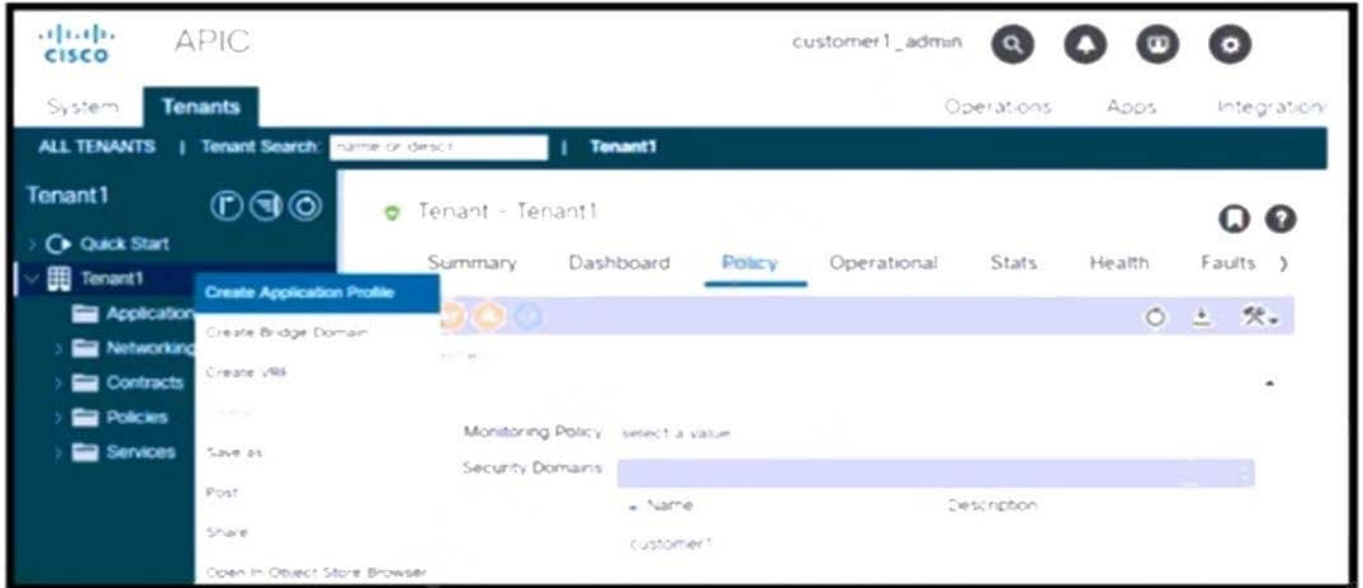 CISCO APIC customer1_admin
System Tenants Operations Apps Integrations
ALL TENANTS | Tenant Search: name or descr | Tenant1
Tenant1
Tenant - Tenant1
Quick Start
Summary Dashboard Policy Operational Stats Health Faults
Tenant1
Create Application Profile
Application
Create Bridge Domain
Networking
Create VRF
Contracts
Policies
Monitoring Policy select a value
Services
Save as
Security Domains
Post
Name Description
Share
customer1
Open In Object Store Browser